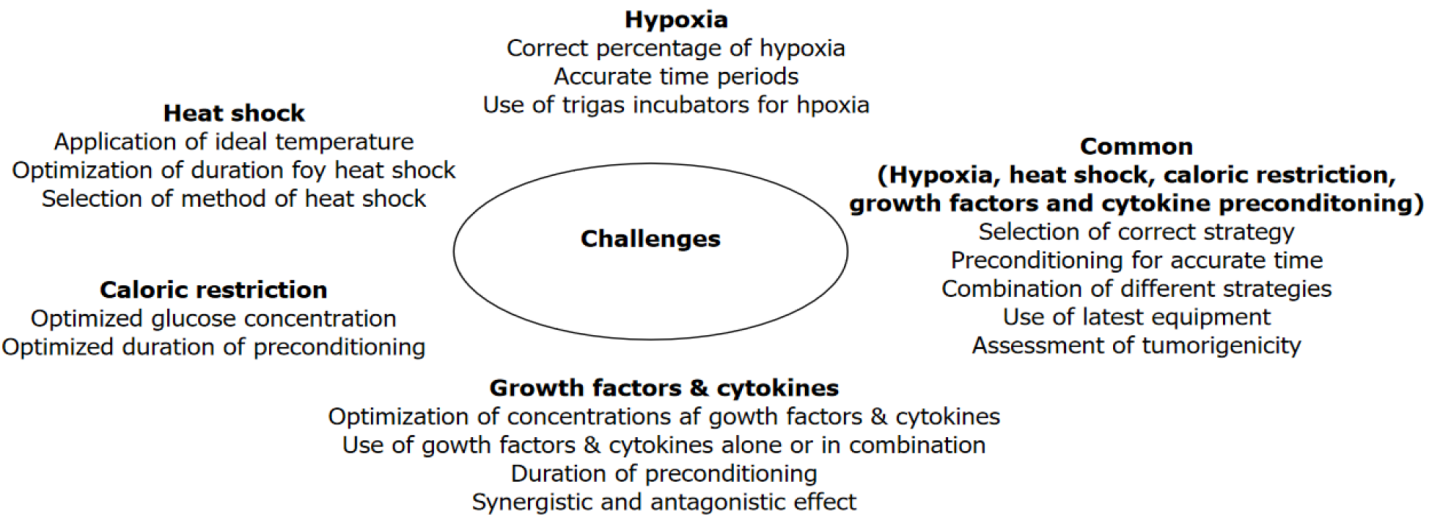 Hypoxia
Correct percentage of hypoxia
Accurate time periods
Use of trigas incubators for hpoxia
Heat shock
Application of ideal temperature
Optimization of duration foy heat shock
Selection of method of heat shock
Common
(Hypoxia, heat shock, caloric restriction,
growth factors and cytokine preconditoning)
Selection of correct strategy
Preconditioning for accurate time
Combination of different strategies
Use of latest equipment
Assessment of tumorigenicity
Challenges
Caloric restriction
Optimized glucose concentration
Optimized duration of preconditioning
Growth factors & cytokines
Optimization of concentrations af gowth factors & cytokines
Use of gowth factors & cytokines alone or in combination
Duration of preconditioning
Synergistic and antagonistic effect